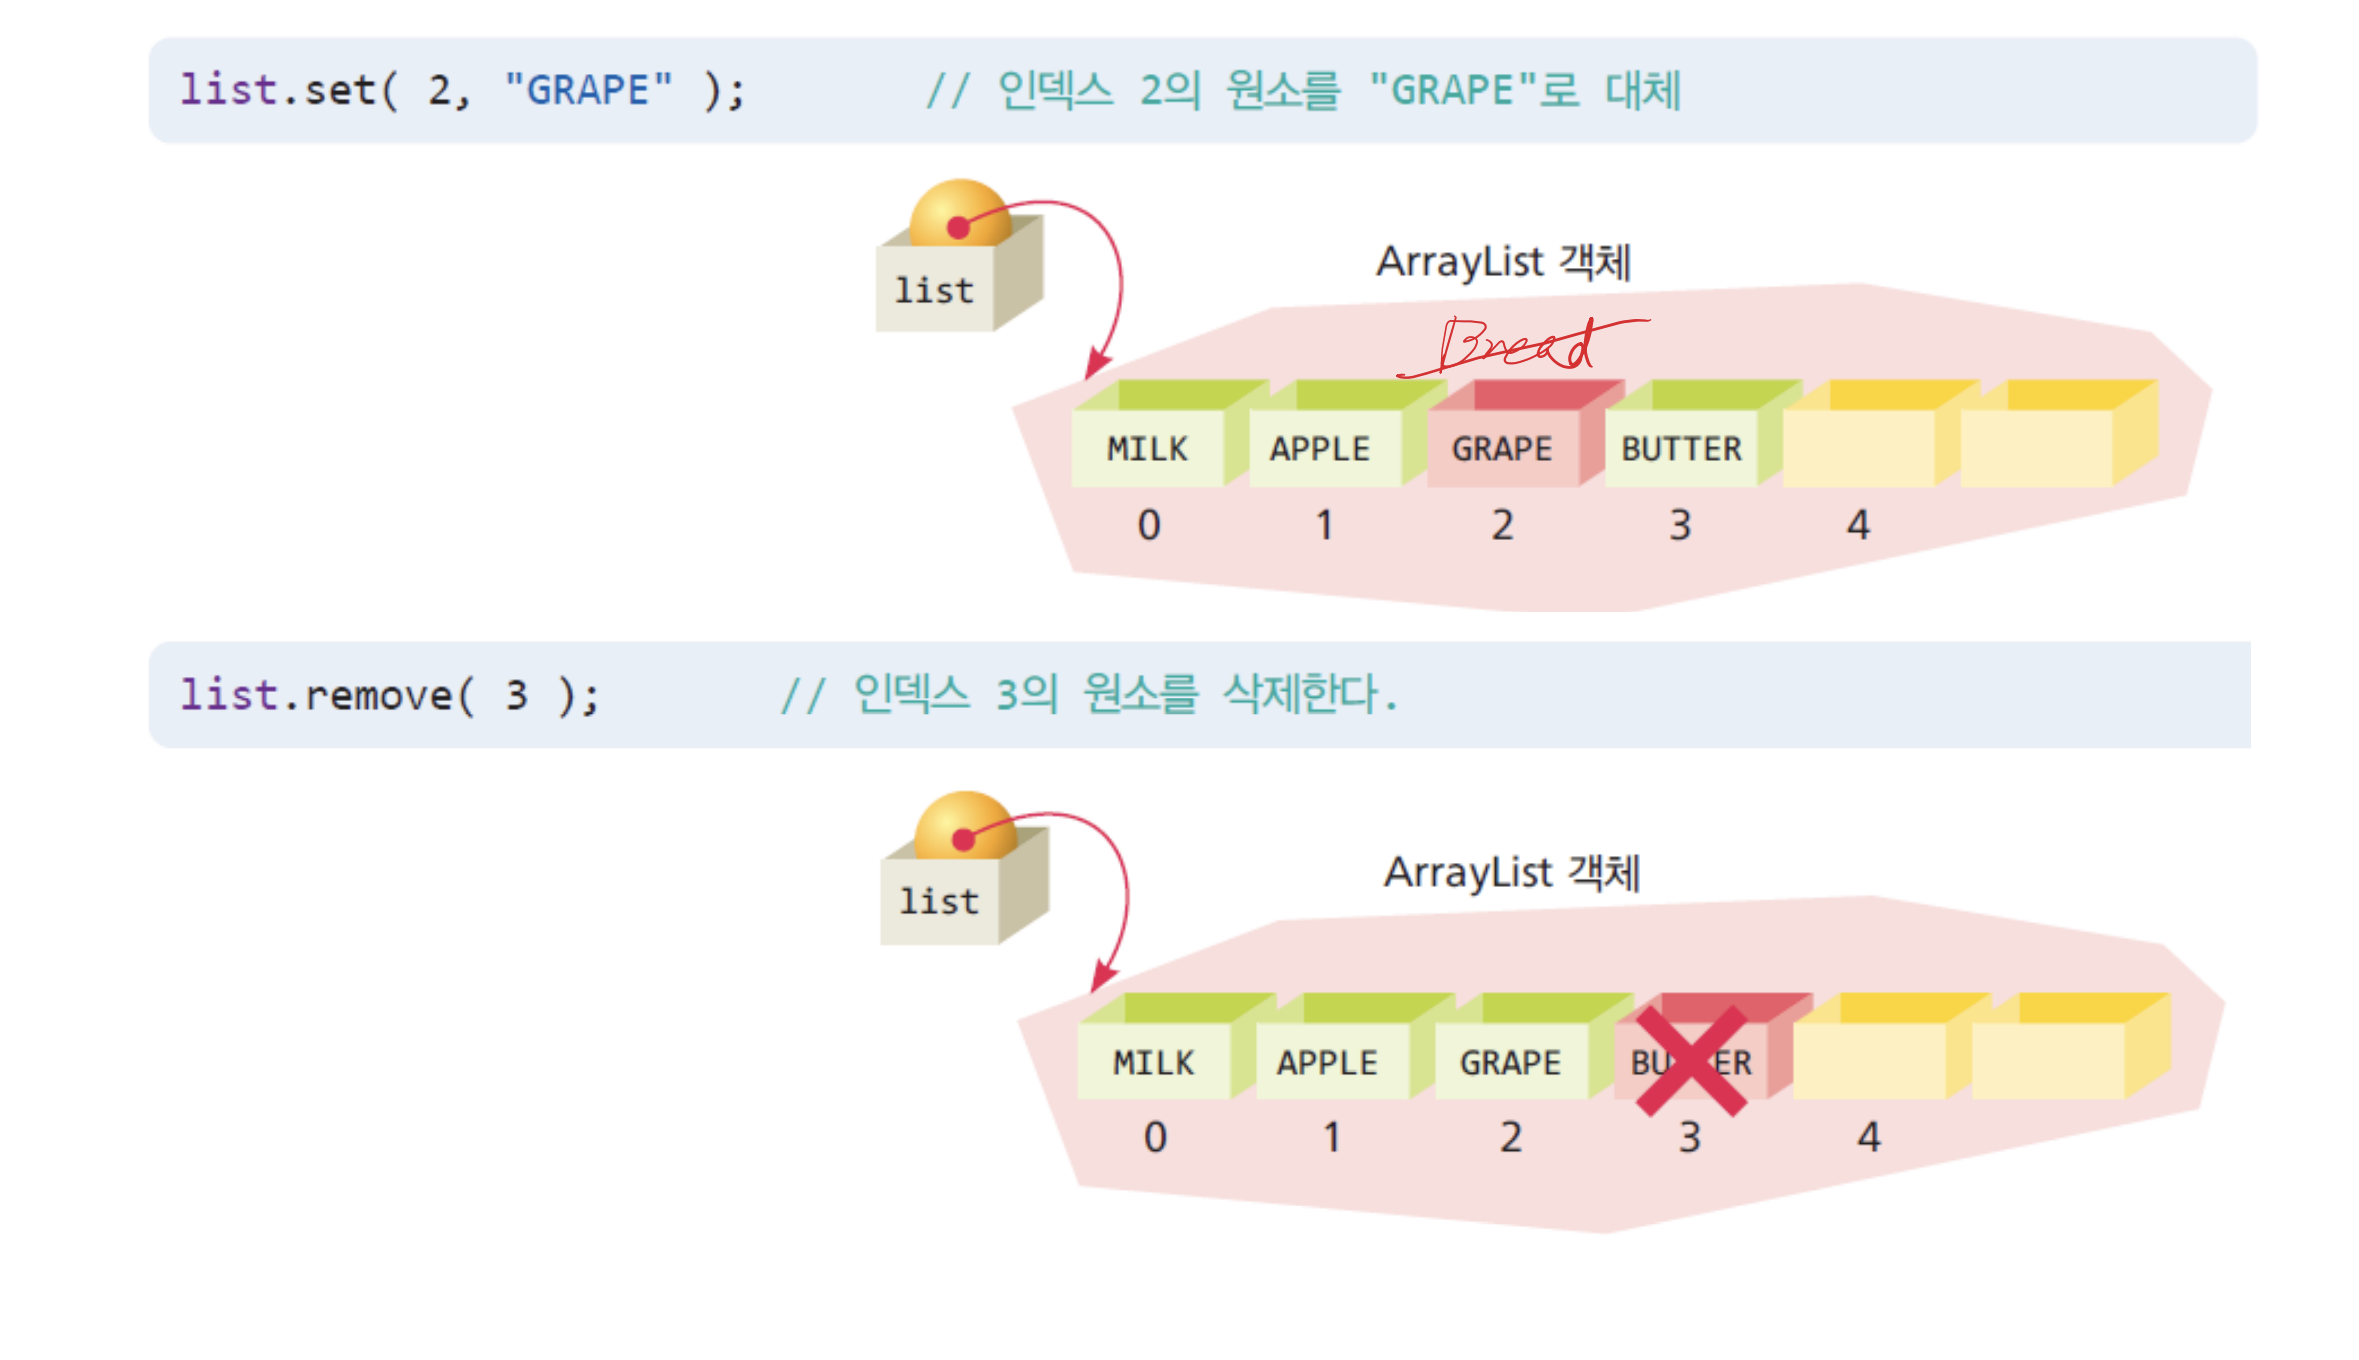 list.set( 2, "GRAPE" ); // 인덱스 2의 원소를 "GRAPE"로 대체
list
ArrayList 객체
Bread
MILK APPLE GRAPE BUTTER
0 1 2 3 4
list.remove( 3 ); // 인덱스 3의 원소를 삭제한다.
list
ArrayList 객체
MILK APPLE GRAPE BUTTER
0 1 2 3 4